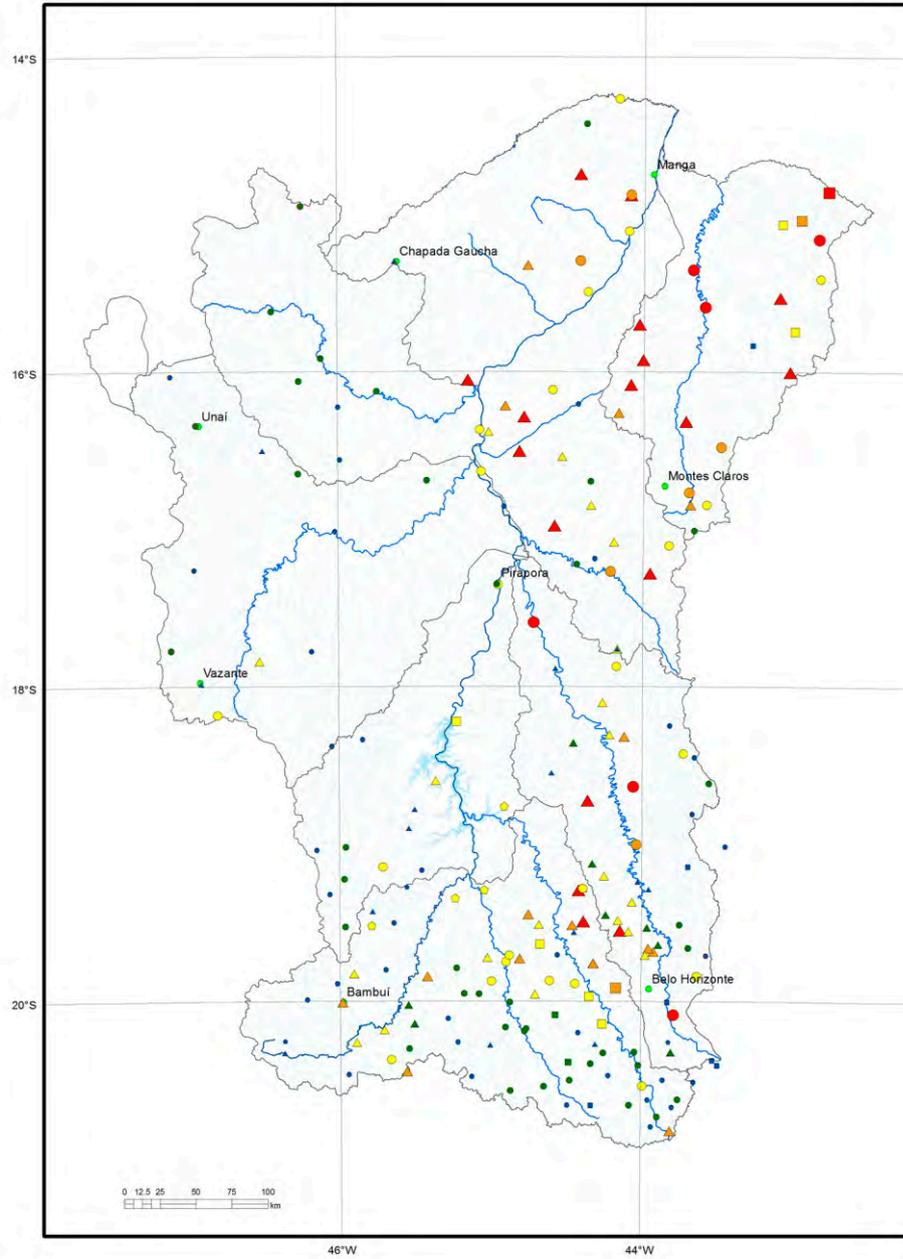 14°S
Manga
Chapada Gaucha
16°S
Unaí
Montes Claros
Pirapora
Vazante
18°S
Belo Horizonte
Bambuí
20°S
0 12.5 25 50 75 100
km
46°W 44°W